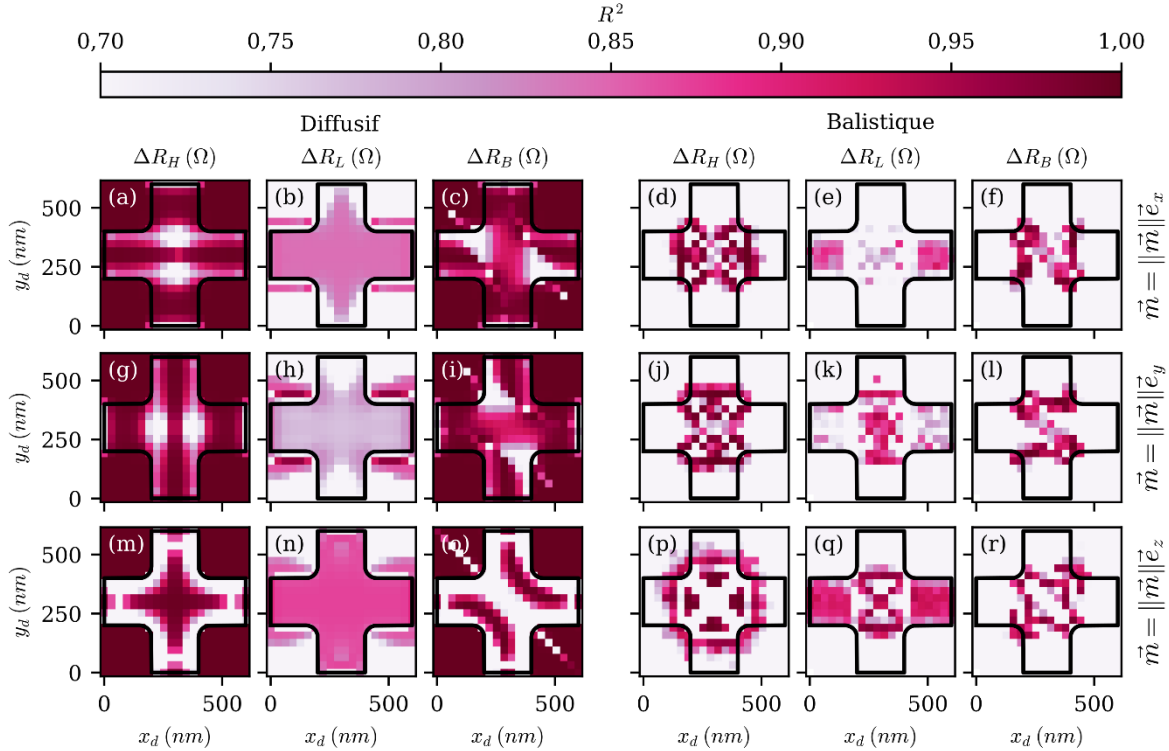 R²
0,70 0,75 0,80 0,85 0,90 0,95 1,00
Diffusif Balistique
ΔR_H (Ω) ΔR_L (Ω) ΔR_B (Ω) ΔR_H (Ω) ΔR_L (Ω) ΔR_B (Ω)
(a) (b) (c) (d) (e) (f)
y_d (nm) 500 250 0
m⃗ = ||m⃗||e⃗_x
(g) (h) (i) (j) (k) (l)
y_d (nm) 500 250 0
m⃗ = ||m⃗||e⃗_y
(m) (n) (o) (p) (q) (r)
y_d (nm) 500 250 0
m⃗ = ||m⃗||e⃗_z
0 500 0 500 0 500 0 500 0 500 0 500
x_d (nm) x_d (nm) x_d (nm) x_d (nm) x_d (nm) x_d (nm)